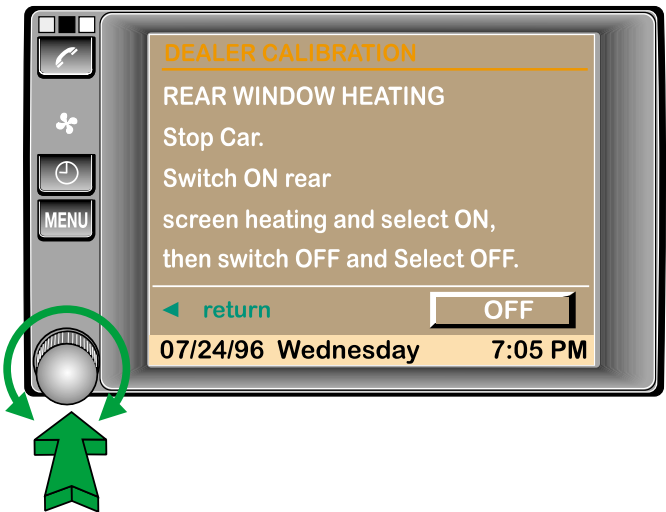 DEALER CALIBRATION
REAR WINDOW HEATING
Stop Car.
Switch ON rear
screen heating and select ON,
then switch OFF and Select OFF.
MENU
◄ return
OFF
07/24/96 Wednesday 7:05 PM